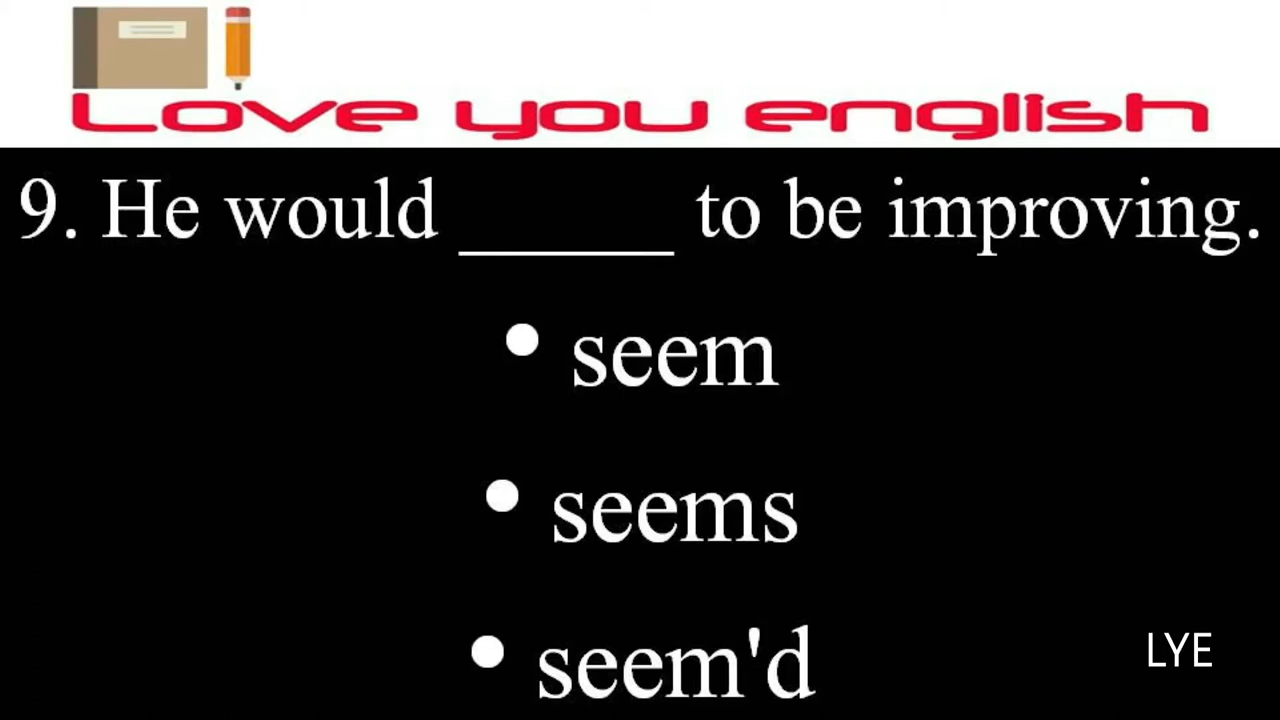 Love you english
9. He would ______ to be improving.
• seem
• seems
• seem'd
LYE